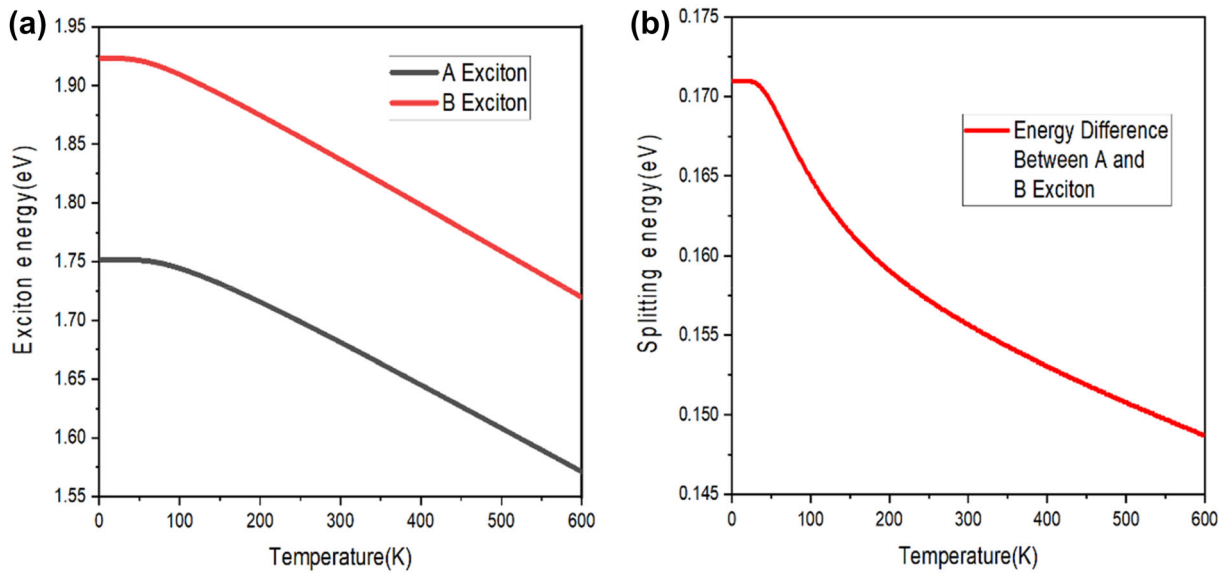 (a)
1.95
1.90
1.85
1.80
1.75
1.70
1.65
1.60
1.55
Exciton energy(eV)
A Exciton
B Exciton
0 100 200 300 400 500 600
Temperature(K)
(b)
0.175
0.170
0.165
0.160
0.155
0.150
0.145
Splitting energy(eV)
Energy Difference
Between A and
B Exciton
0 100 200 300 400 500 600
Temperature(K)